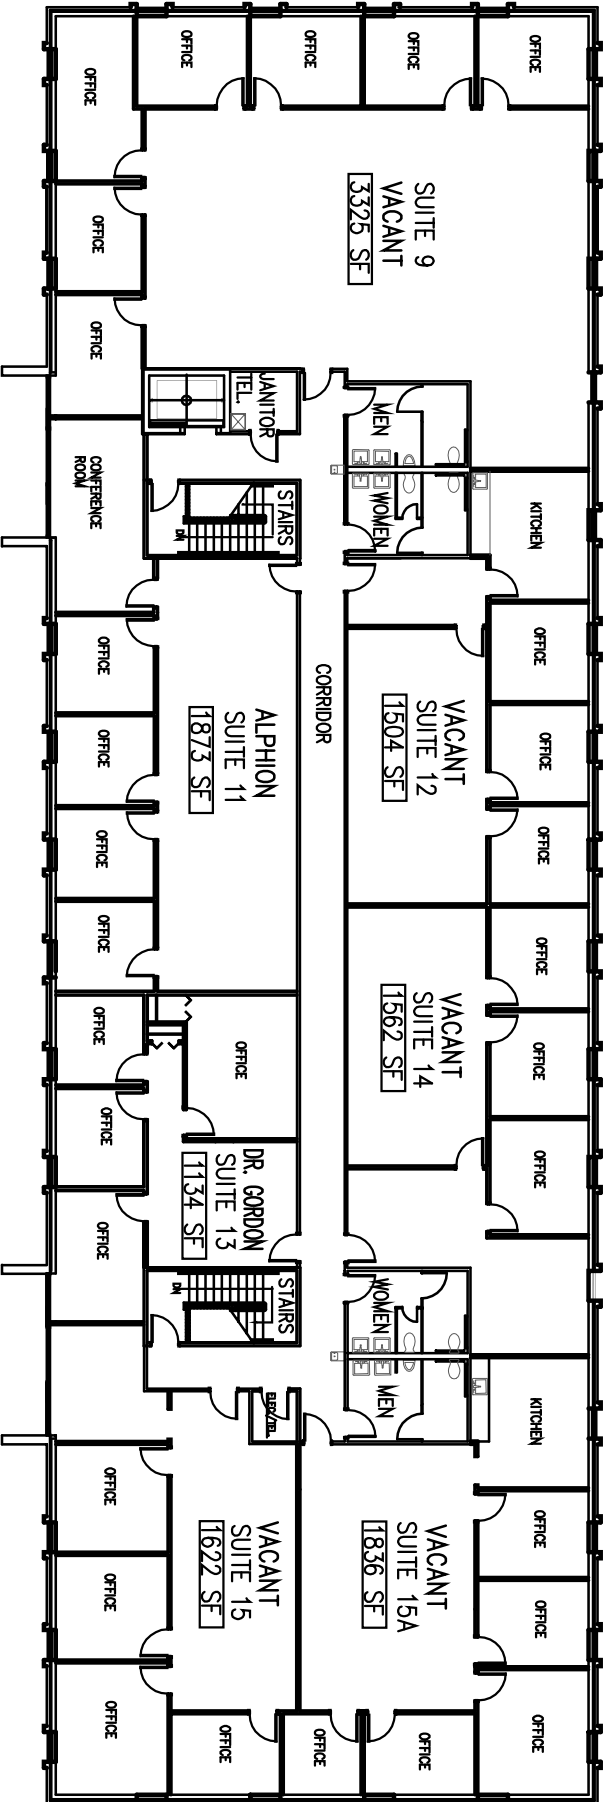 OFFICE
OFFICE
OFFICE
OFFICE
OFFICE
OFFICE
OFFICE
SUITE 9
VACANT
3325 SF
JANITOR
TEL.
MEN
WOMEN
KITCHEN
CONFERENCE
ROOM
STAIRS
DN
CORRIDOR
OFFICE
OFFICE
OFFICE
VACANT
SUITE 12
1504 SF
ALPHION
SUITE 11
1873 SF
OFFICE
OFFICE
OFFICE
OFFICE
OFFICE
OFFICE
OFFICE
VACANT
SUITE 14
1562 SF
OFFICE
OFFICE
OFFICE
OFFICE
DR. GORDON
SUITE 13
1134 SF
STAIRS
DN
WOMEN
MEN
KITCHEN
ELEC/TEL.
OFFICE
OFFICE
OFFICE
VACANT
SUITE 15A
1836 SF
VACANT
SUITE 15
1622 SF
OFFICE
OFFICE
OFFICE
OFFICE
OFFICE
OFFICE